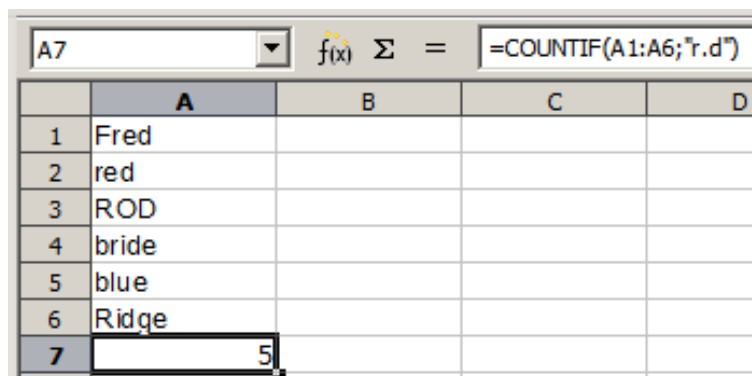 A7 f(x) Σ = =COUNTIF(A1:A6;"r.d")
A B C D
1 Fred
2 red
3 ROD
4 bride
5 blue
6 Ridge
7 5